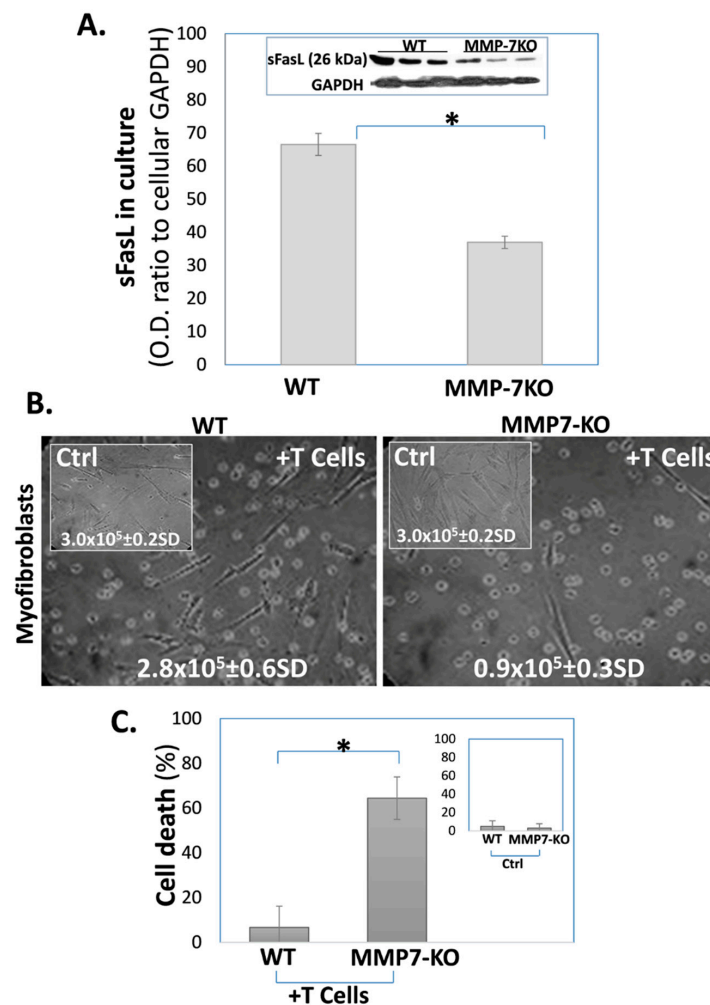 A.
sFasL in culture
(O.D. ratio to cellular GAPDH)
100
90
80
70
60
50
40
30
20
10
0
WT MMP-7KO
sFasL (26 kDa)
GAPDH
*
WT MMP-7KO
B.
WT MMP7-KO
Myofibroblasts
Ctrl +T Cells
3.0x10⁵±0.2SD
2.8x10⁵±0.6SD
Ctrl +T Cells
3.0x10⁵±0.2SD
0.9x10⁵±0.3SD
C.
Cell death (%)
100
80
60
40
20
0
*
WT MMP7-KO
+T Cells
100
80
60
40
20
0
WT MMP7-KO
Ctrl